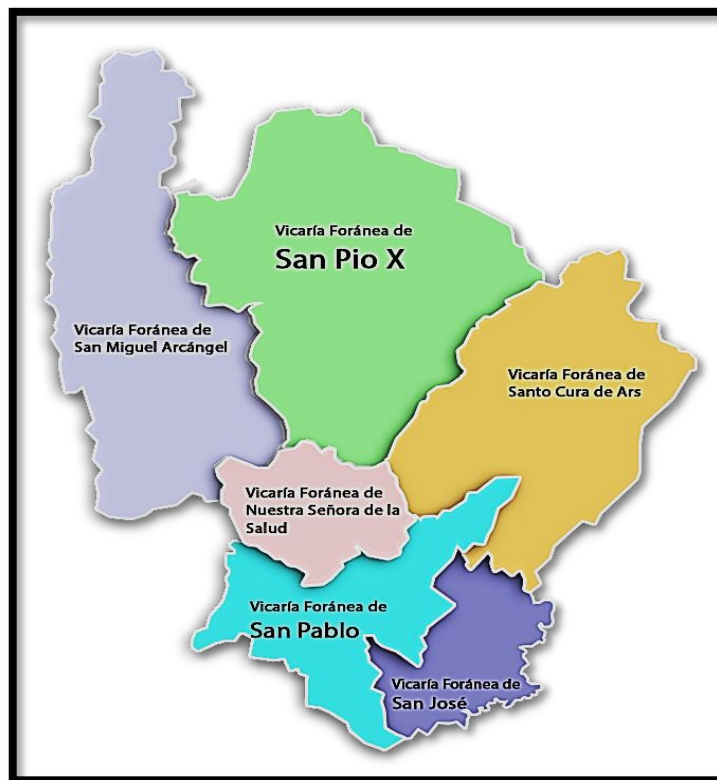 Vicaría Foránea de
San Pio X
Vicaría Foránea de
San Miguel Arcángel
Vicaría Foránea de
Santo Cura de Ars
Vicaría Foránea de
Nuestra Señora de la
Salud
Vicaría Foránea de
San Pablo
Vicaría Foránea de
San José